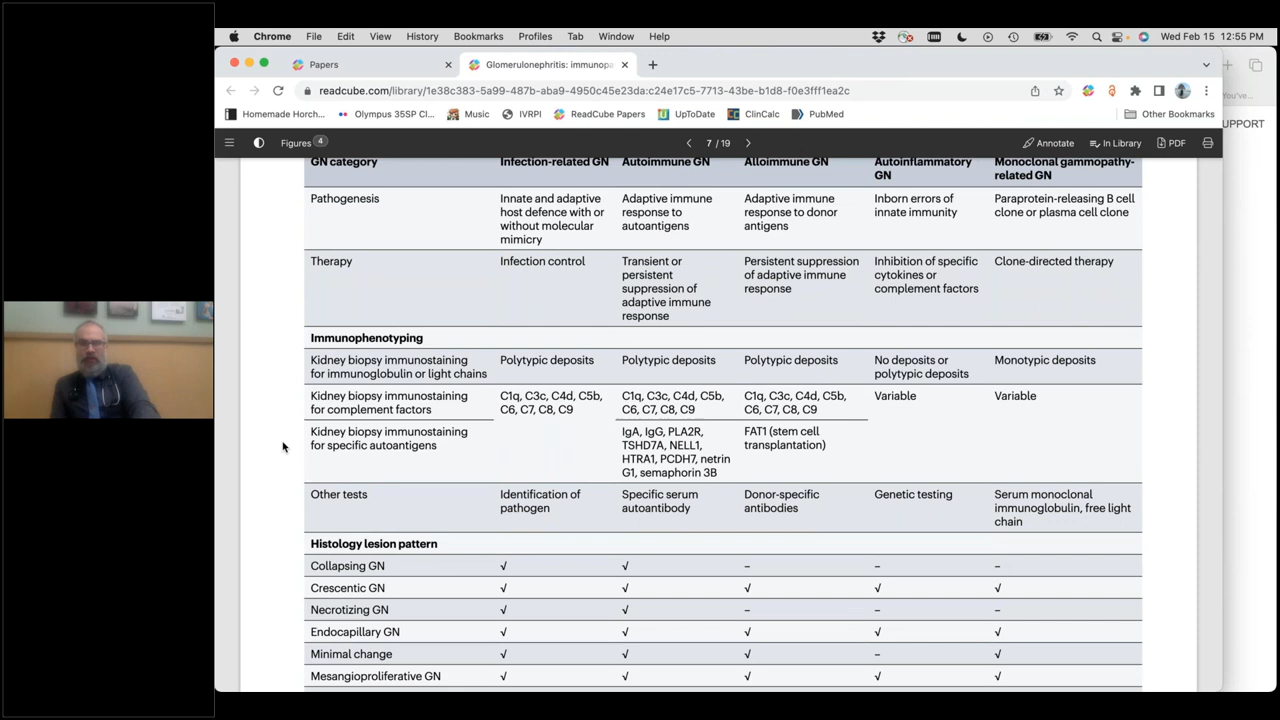 Chrome File Edit View History Bookmarks Profiles Tab Window Help Wed Feb 15 12:55 PM
Papers
Glomerulonephritis: immunopa
readcube.com/library/1e38c383-5a99-487b-aba9-4950c45e23da:c24e17c5-7713-43be-b1d8-f0e3fff1ea2c
You've...
Homemade Horch... Olympus 35SP Cl... Music IVRPI ReadCube Papers UpToDate ClinCalc PubMed Other Bookmarks
UPPORT
Figures 4 7 / 19 Annotate In Library PDF
GN category Infection-related GN Autoimmune GN Alloimmune GN Autoinflammatory Monoclonal gammopathy-
GN related GN
Pathogenesis Innate and adaptive Adaptive immune Adaptive immune Inborn errors of Paraprotein-releasing B cell
host defence with or response to response to donor innate immunity clone or plasma cell clone
without molecular autoantigens antigens
mimicry
Therapy Infection control Transient or Persistent suppression Inhibition of specific Clone-directed therapy
persistent of adaptive immune cytokines or
suppression of response complement factors
adaptive immune
response
Immunophenotyping
Kidney biopsy immunostaining Polytypic deposits Polytypic deposits Polytypic deposits No deposits or Monotypic deposits
for immunoglobulin or light chains polytypic deposits
Kidney biopsy immunostaining C1q, C3c, C4d, C5b, C1q, C3c, C4d, C5b, C1q, C3c, C4d, C5b, Variable Variable
for complement factors C6, C7, C8, C9 C6, C7, C8, C9 C6, C7, C8, C9
Kidney biopsy immunostaining IgA, IgG, PLA2R, FAT1 (stem cell
for specific autoantigens TSHD7A, NELL1, transplantation)
HTRA1, PCDH7, netrin
G1, semaphorin 3B
Other tests Identification of Specific serum Donor-specific Genetic testing Serum monoclonal
pathogen autoantibody antibodies immunoglobulin, free light
chain
Histology lesion pattern
Collapsing GN √ √ – – –
Crescentic GN √ √ √ √ √
Necrotizing GN √ √ – – –
Endocapillary GN √ √ √ √ √
Minimal change √ √ √ – √
Mesangioproliferative GN √ √ √ √ √